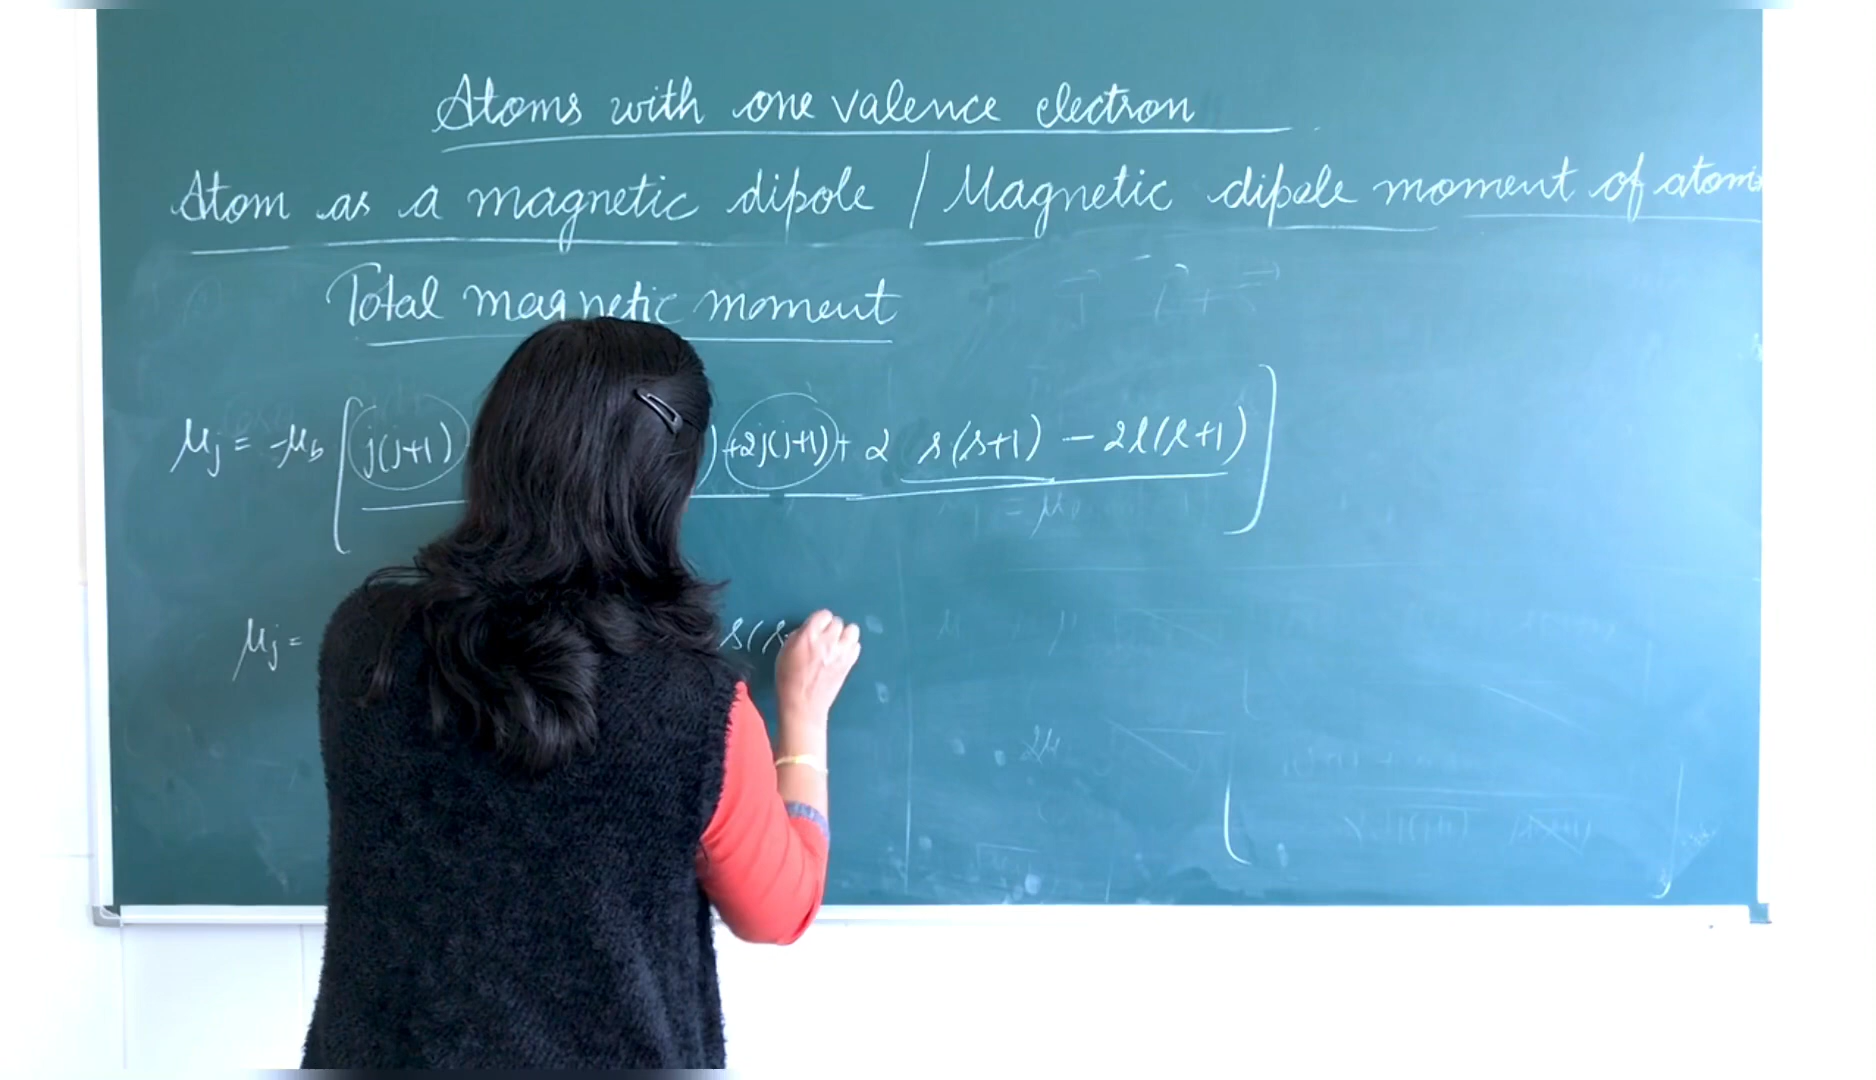 Atoms with one valence electron
Atom as a magnetic dipole / Magnetic dipole moment of atom
Total magnetic moment
μj = -μb [ j(j+1) ) +2j(j+1) + 2 s(s+1) - 2l(l+1) ]
μj = s(s+